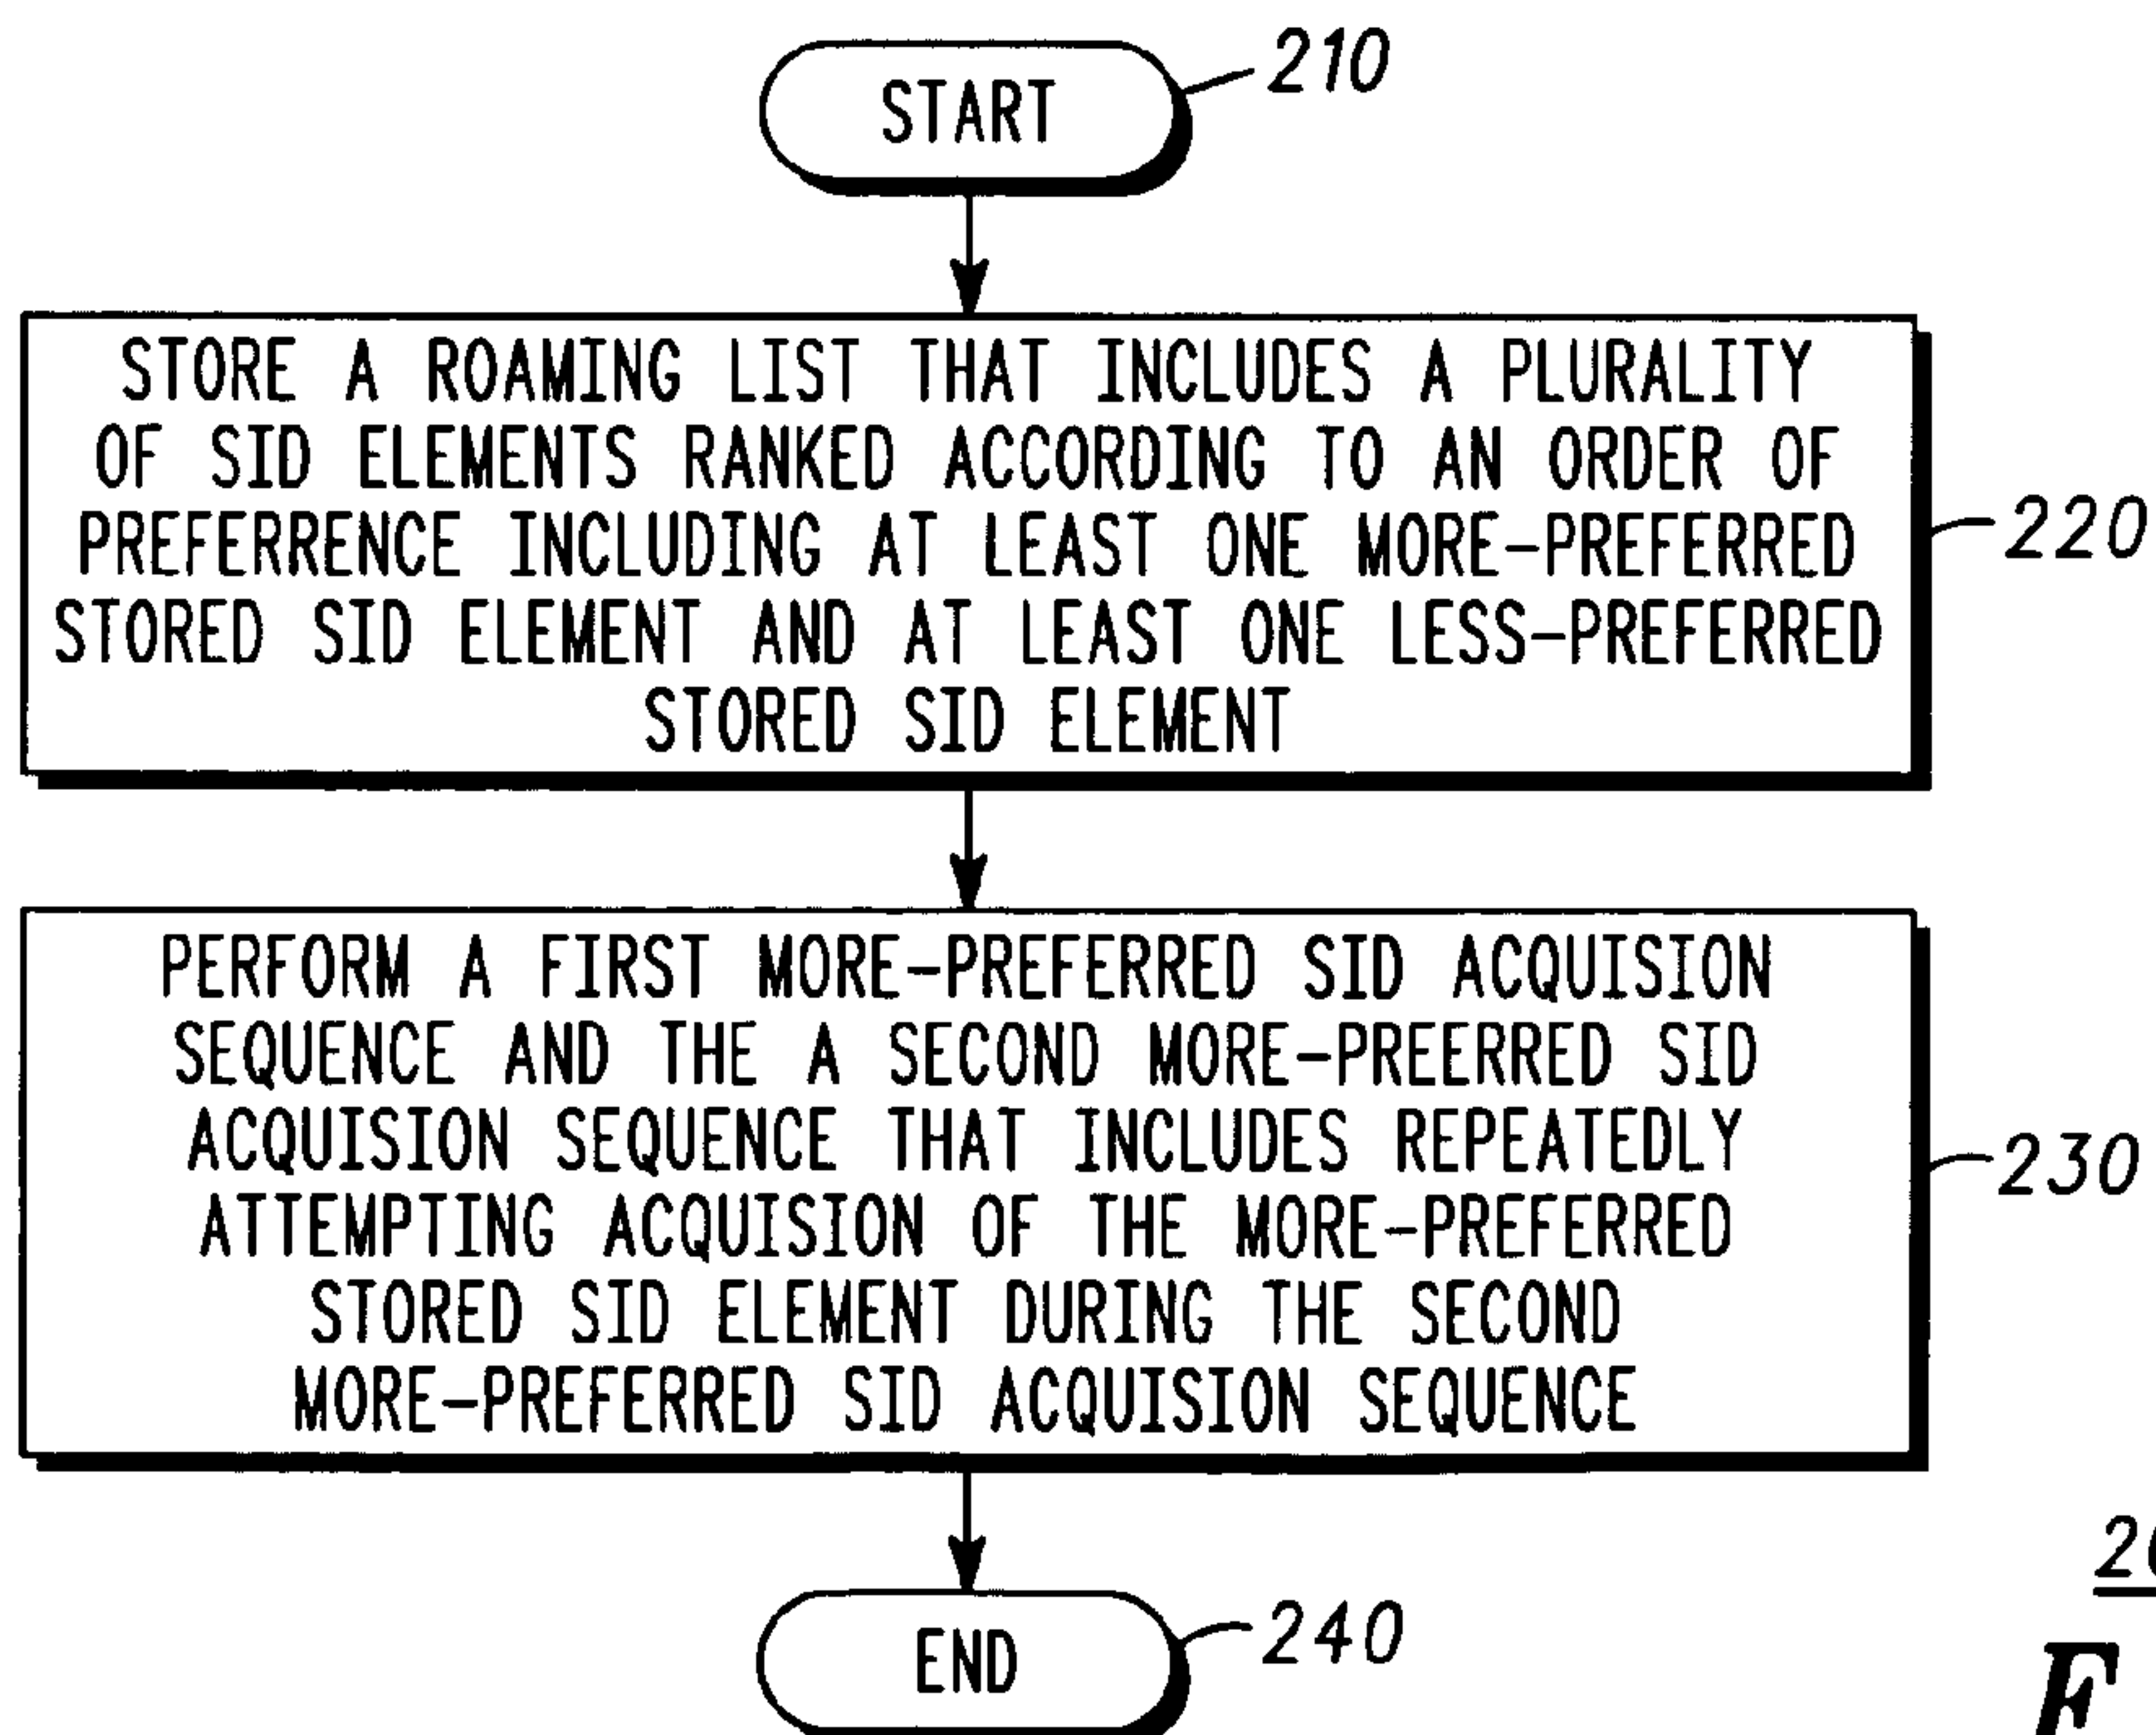 START
210
STORE A ROAMING LIST THAT INCLUDES A PLURALITY
OF SID ELEMENTS RANKED ACCORDING TO AN ORDER OF
PREFERRENCE INCLUDING AT LEAST ONE MORE-PREFERRED
STORED SID ELEMENT AND AT LEAST ONE LESS-PREFERRED
STORED SID ELEMENT
220
PERFORM A FIRST MORE-PREFERRED SID ACQUISION
SEQUENCE AND THE A SECOND MORE-PREERRED SID
ACQUISION SEQUENCE THAT INCLUDES REPEATEDLY
ATTEMPTING ACQUISION OF THE MORE-PREFERRED
STORED SID ELEMENT DURING THE SECOND
MORE-PREFERRED SID ACQUISION SEQUENCE
230
END
240